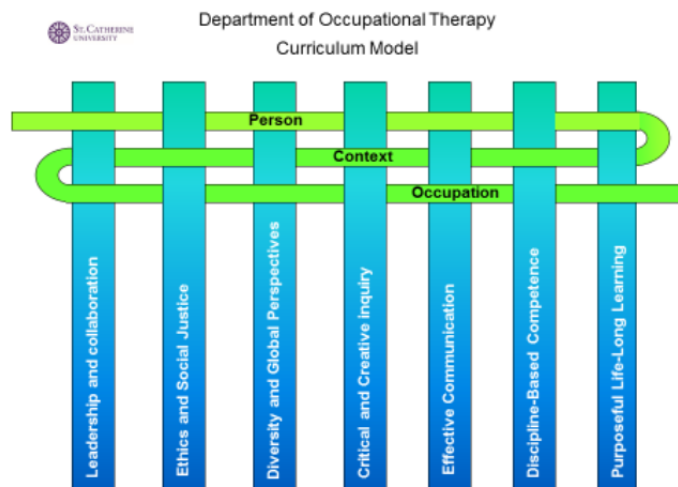 ST. CATHERINE
UNIVERSITY
Department of Occupational Therapy
Curriculum Model
Person
Context
Occupation
Leadership and collaboration
Ethics and Social Justice
Diversity and Global Perspectives
Critical and Creative inquiry
Effective Communication
Discipline-Based Competence
Purposeful Life-Long Learning